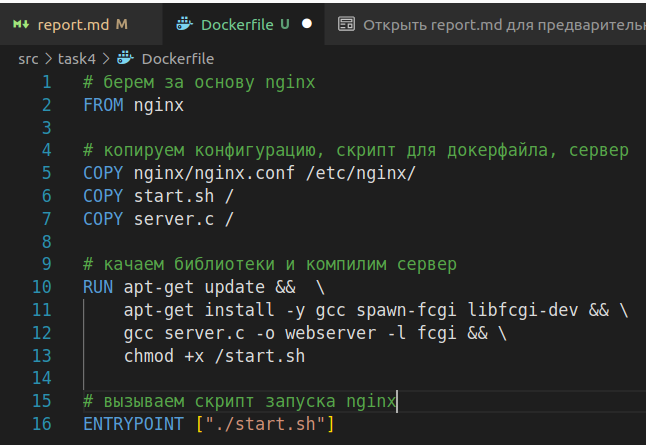 report.md M
Dockerfile U
Открыть report.md для предварительн
src > task4 > Dockerfile
1 # берем за основу nginx
2 FROM nginx
3
4 # копируем конфигурацию, скрипт для докерфайла, сервер
5 COPY nginx/nginx.conf /etc/nginx/
6 COPY start.sh /
7 COPY server.c /
8
9 # качаем библиотеки и компилим сервер
10 RUN apt-get update &&  \
11     apt-get install -y gcc spawn-fcgi libfcgi-dev && \
12     gcc server.c -o webserver -l fcgi && \
13     chmod +x /start.sh
14
15 # вызываем скрипт запуска nginx
16 ENTRYPOINT ["./start.sh"]